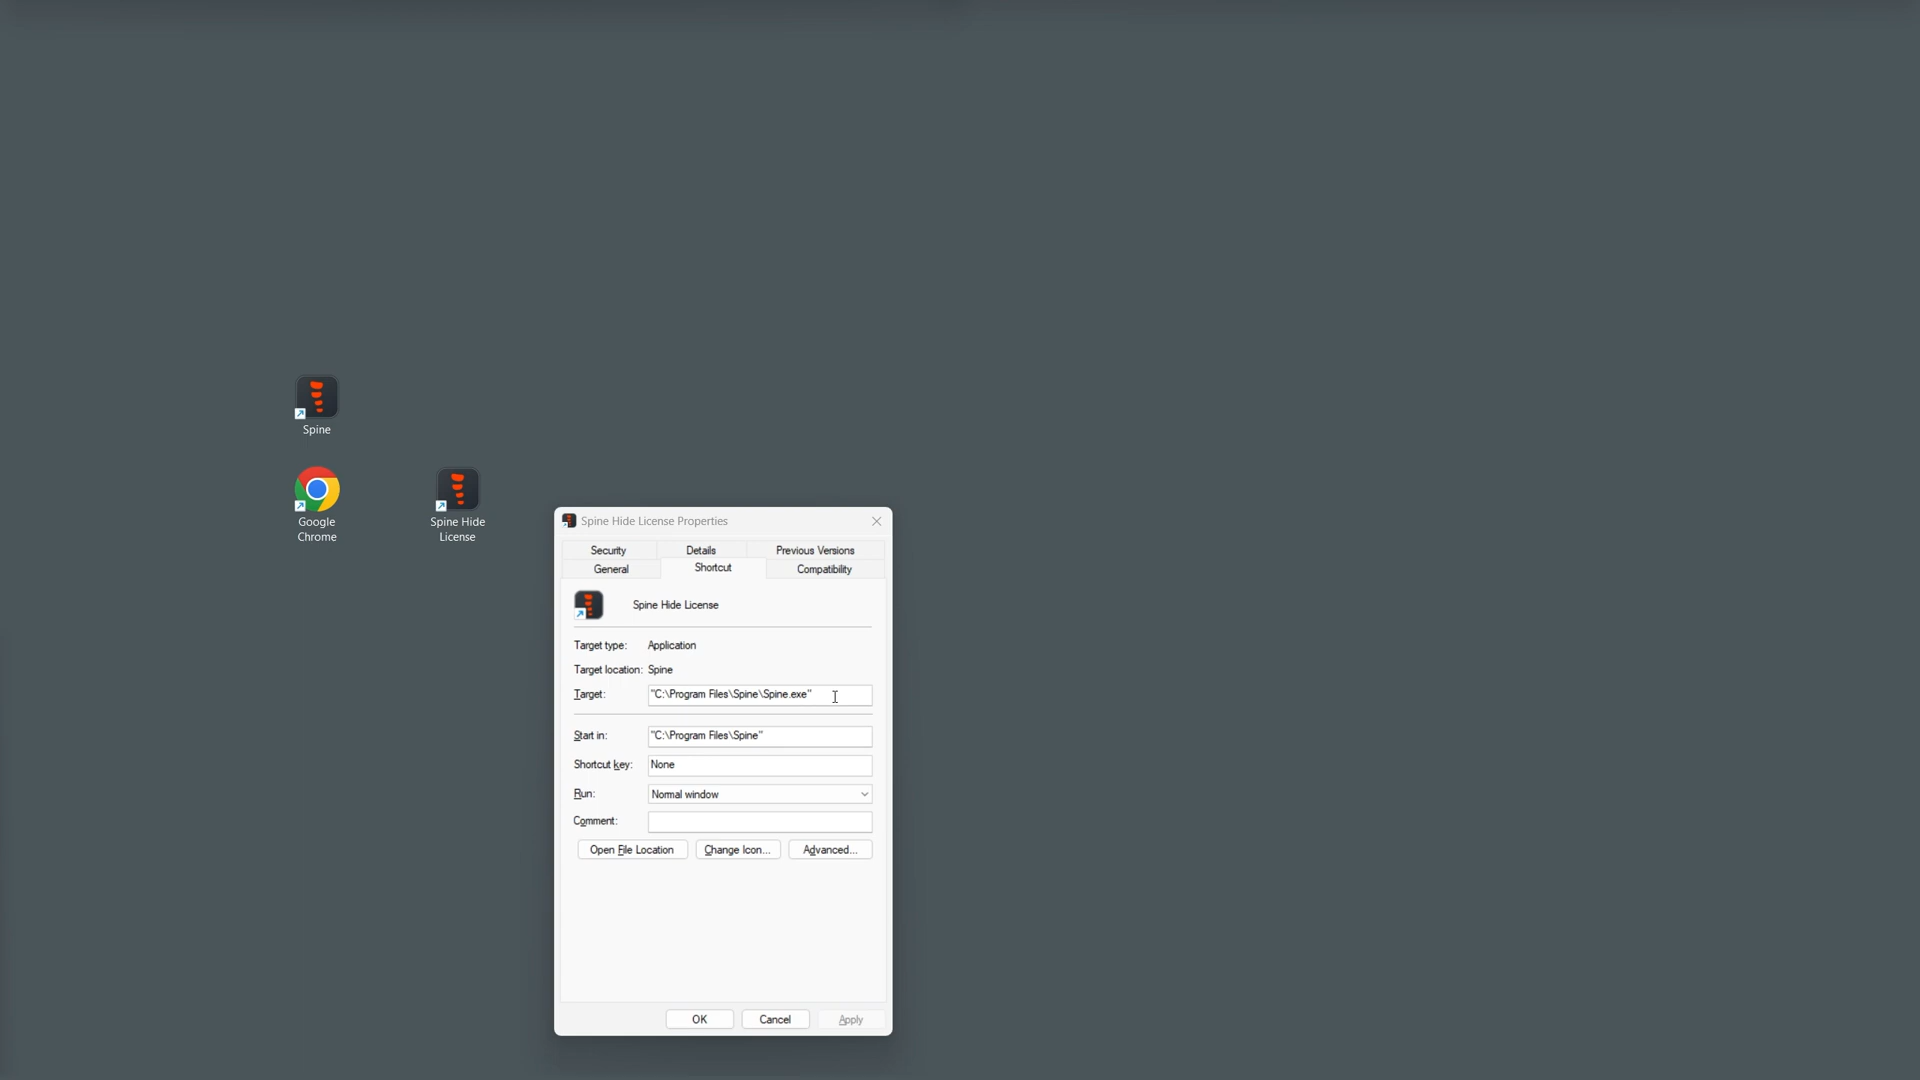 Spine
Google
Chrome
Spine Hide
License
Spine Hide License Properties
Security Details Previous Versions
General Shortcut Compatibility
Spine Hide License
Target type: Application
Target location: Spine
Target: "C:\Program Files\Spine\Spine.exe"
Start in: "C:\Program Files\Spine"
Shortcut key: None
Run: Normal window
Comment:
Open File Location Change Icon... Advanced...
OK Cancel Apply